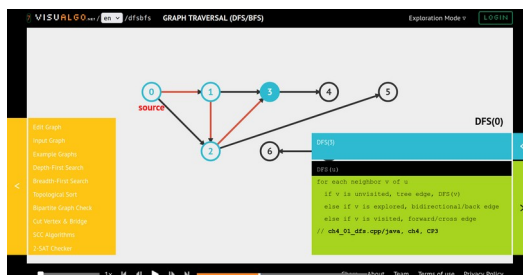 ? VISUALGO.net / en /dfsbfs GRAPH TRAVERSAL (DFS/BFS) Exploration Mode ▿ LOGIN
0
1
3
4
5
source
2
6
DFS(0)
Edit Graph
Input Graph
Example Graphs
Depth-First Search
Breadth-First Search
Topological Sort
Bipartite Graph Check
Cut Vertex & Bridge
SCC Algorithms
2-SAT Checker
DFS(3)
DFS(u)
for each neighbor v of u
if v is unvisited, tree edge, DFS(v)
else if v is explored, bidirectional/back edge
else if v is visited, forward/cross edge
// ch4_01_dfs.cpp/java, ch4, CP3
1x About Team Terms of use Privacy Policy